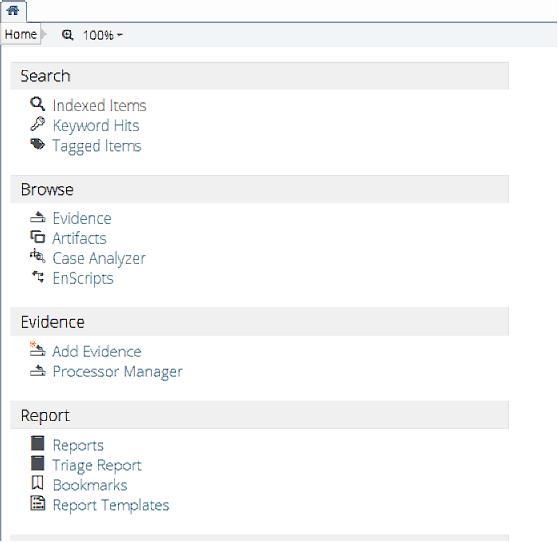 Home 100%
Search
Indexed Items
Keyword Hits
Tagged Items
Browse
Evidence
Artifacts
Case Analyzer
EnScripts
Evidence
Add Evidence
Processor Manager
Report
Reports
Triage Report
Bookmarks
Report Templates